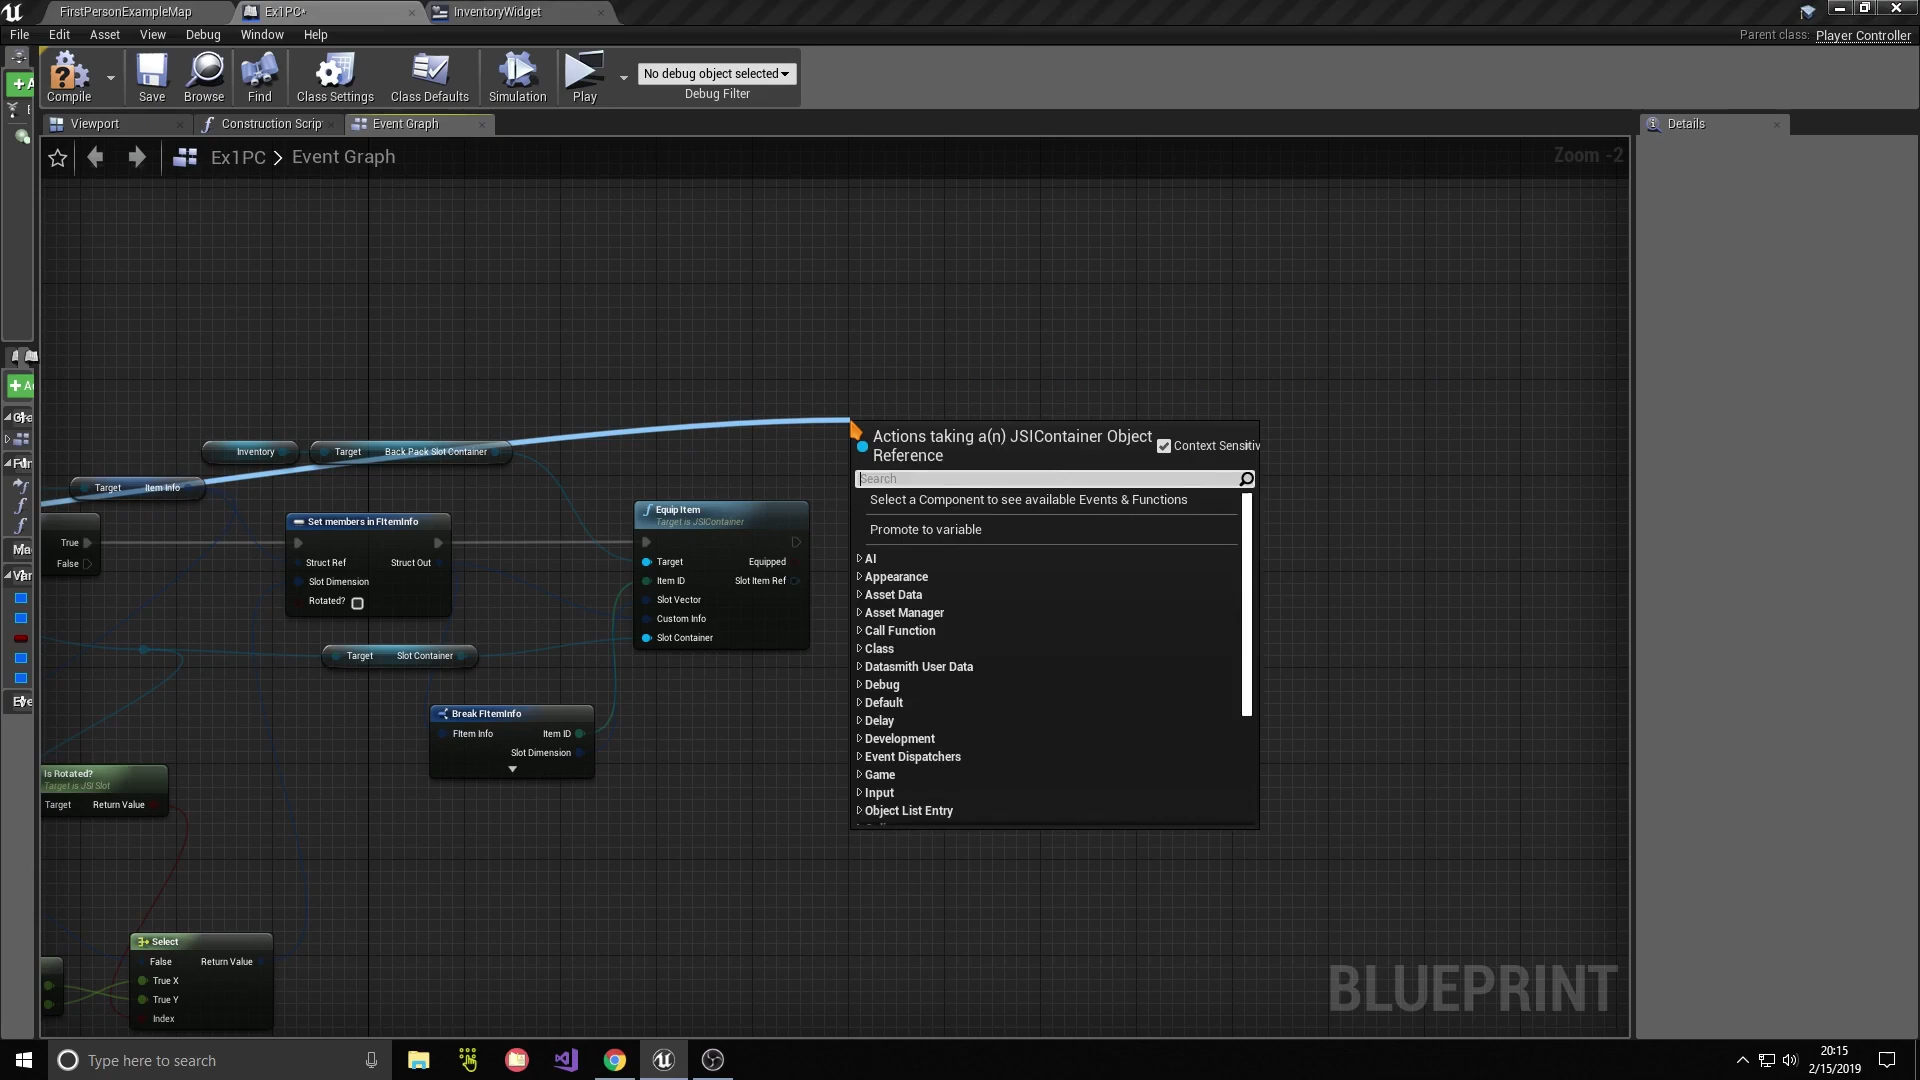 FirstPersonExampleMap
Ex1PC*
InventoryWidget
File
Edit
Asset
View
Debug
Window
Help
Parent class: Player Controller
Compile
Save
Browse
Find
Class Settings
Class Defaults
Simulation
Play
No debug object selected
Debug Filter
Viewport
Construction Scrip
Event Graph
Details
Ex1PC > Event Graph
Zoom -2
Inventory
Target
Back Pack Slot Container
Target
Item Info
True
False
Set members in FItemInfo
Struct Ref
Struct Out
Slot Dimension
Rotated?
Equip Item
Target is JSIContainer
Target
Equipped
Item ID
Slot Item Ref
Slot Vector
Custom Info
Slot Container
Target
Slot Container
Break FItemInfo
FItem Info
Item ID
Slot Dimension
Is Rotated?
Target is JSI Slot
Target
Return Value
Select
False
Return Value
True X
True Y
Index
Actions taking a(n) JSIContainer Object
Reference
Context Sensitiv
Search
Select a Component to see available Events & Functions
Promote to variable
AI
Appearance
Asset Data
Asset Manager
Call Function
Class
Datasmith User Data
Debug
Default
Delay
Development
Event Dispatchers
Game
Input
Object List Entry
BLUEPRINT
Type here to search
20:15
2/15/2019